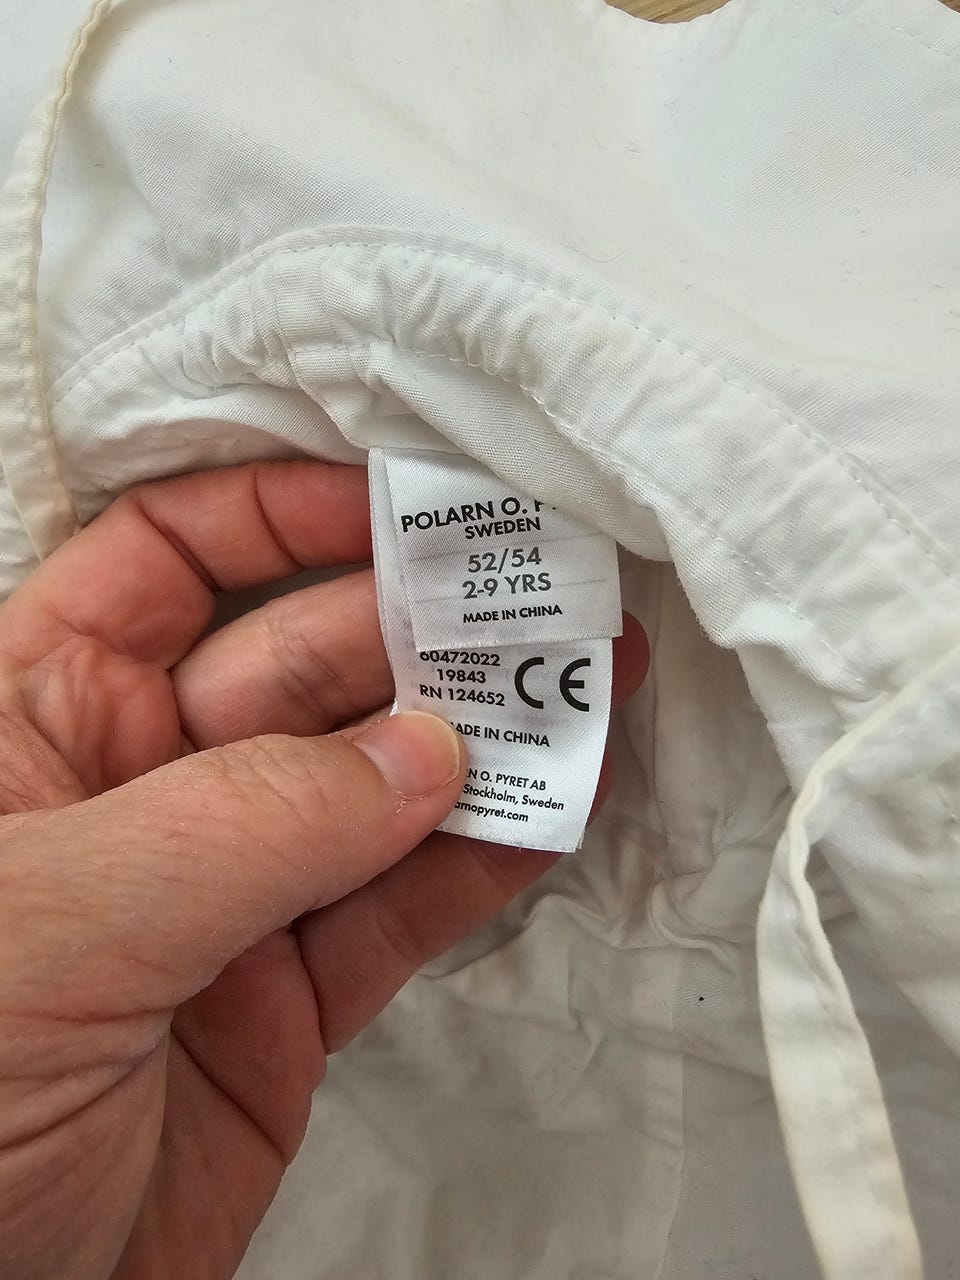 POLARN O. P
SWEDEN
52/54
2-9 YRS
MADE IN CHINA
60472022
19843
RN 124652
CE
ADE IN CHINA
N O. PYRET AB
Stockholm, Sweden
arnopyret.com